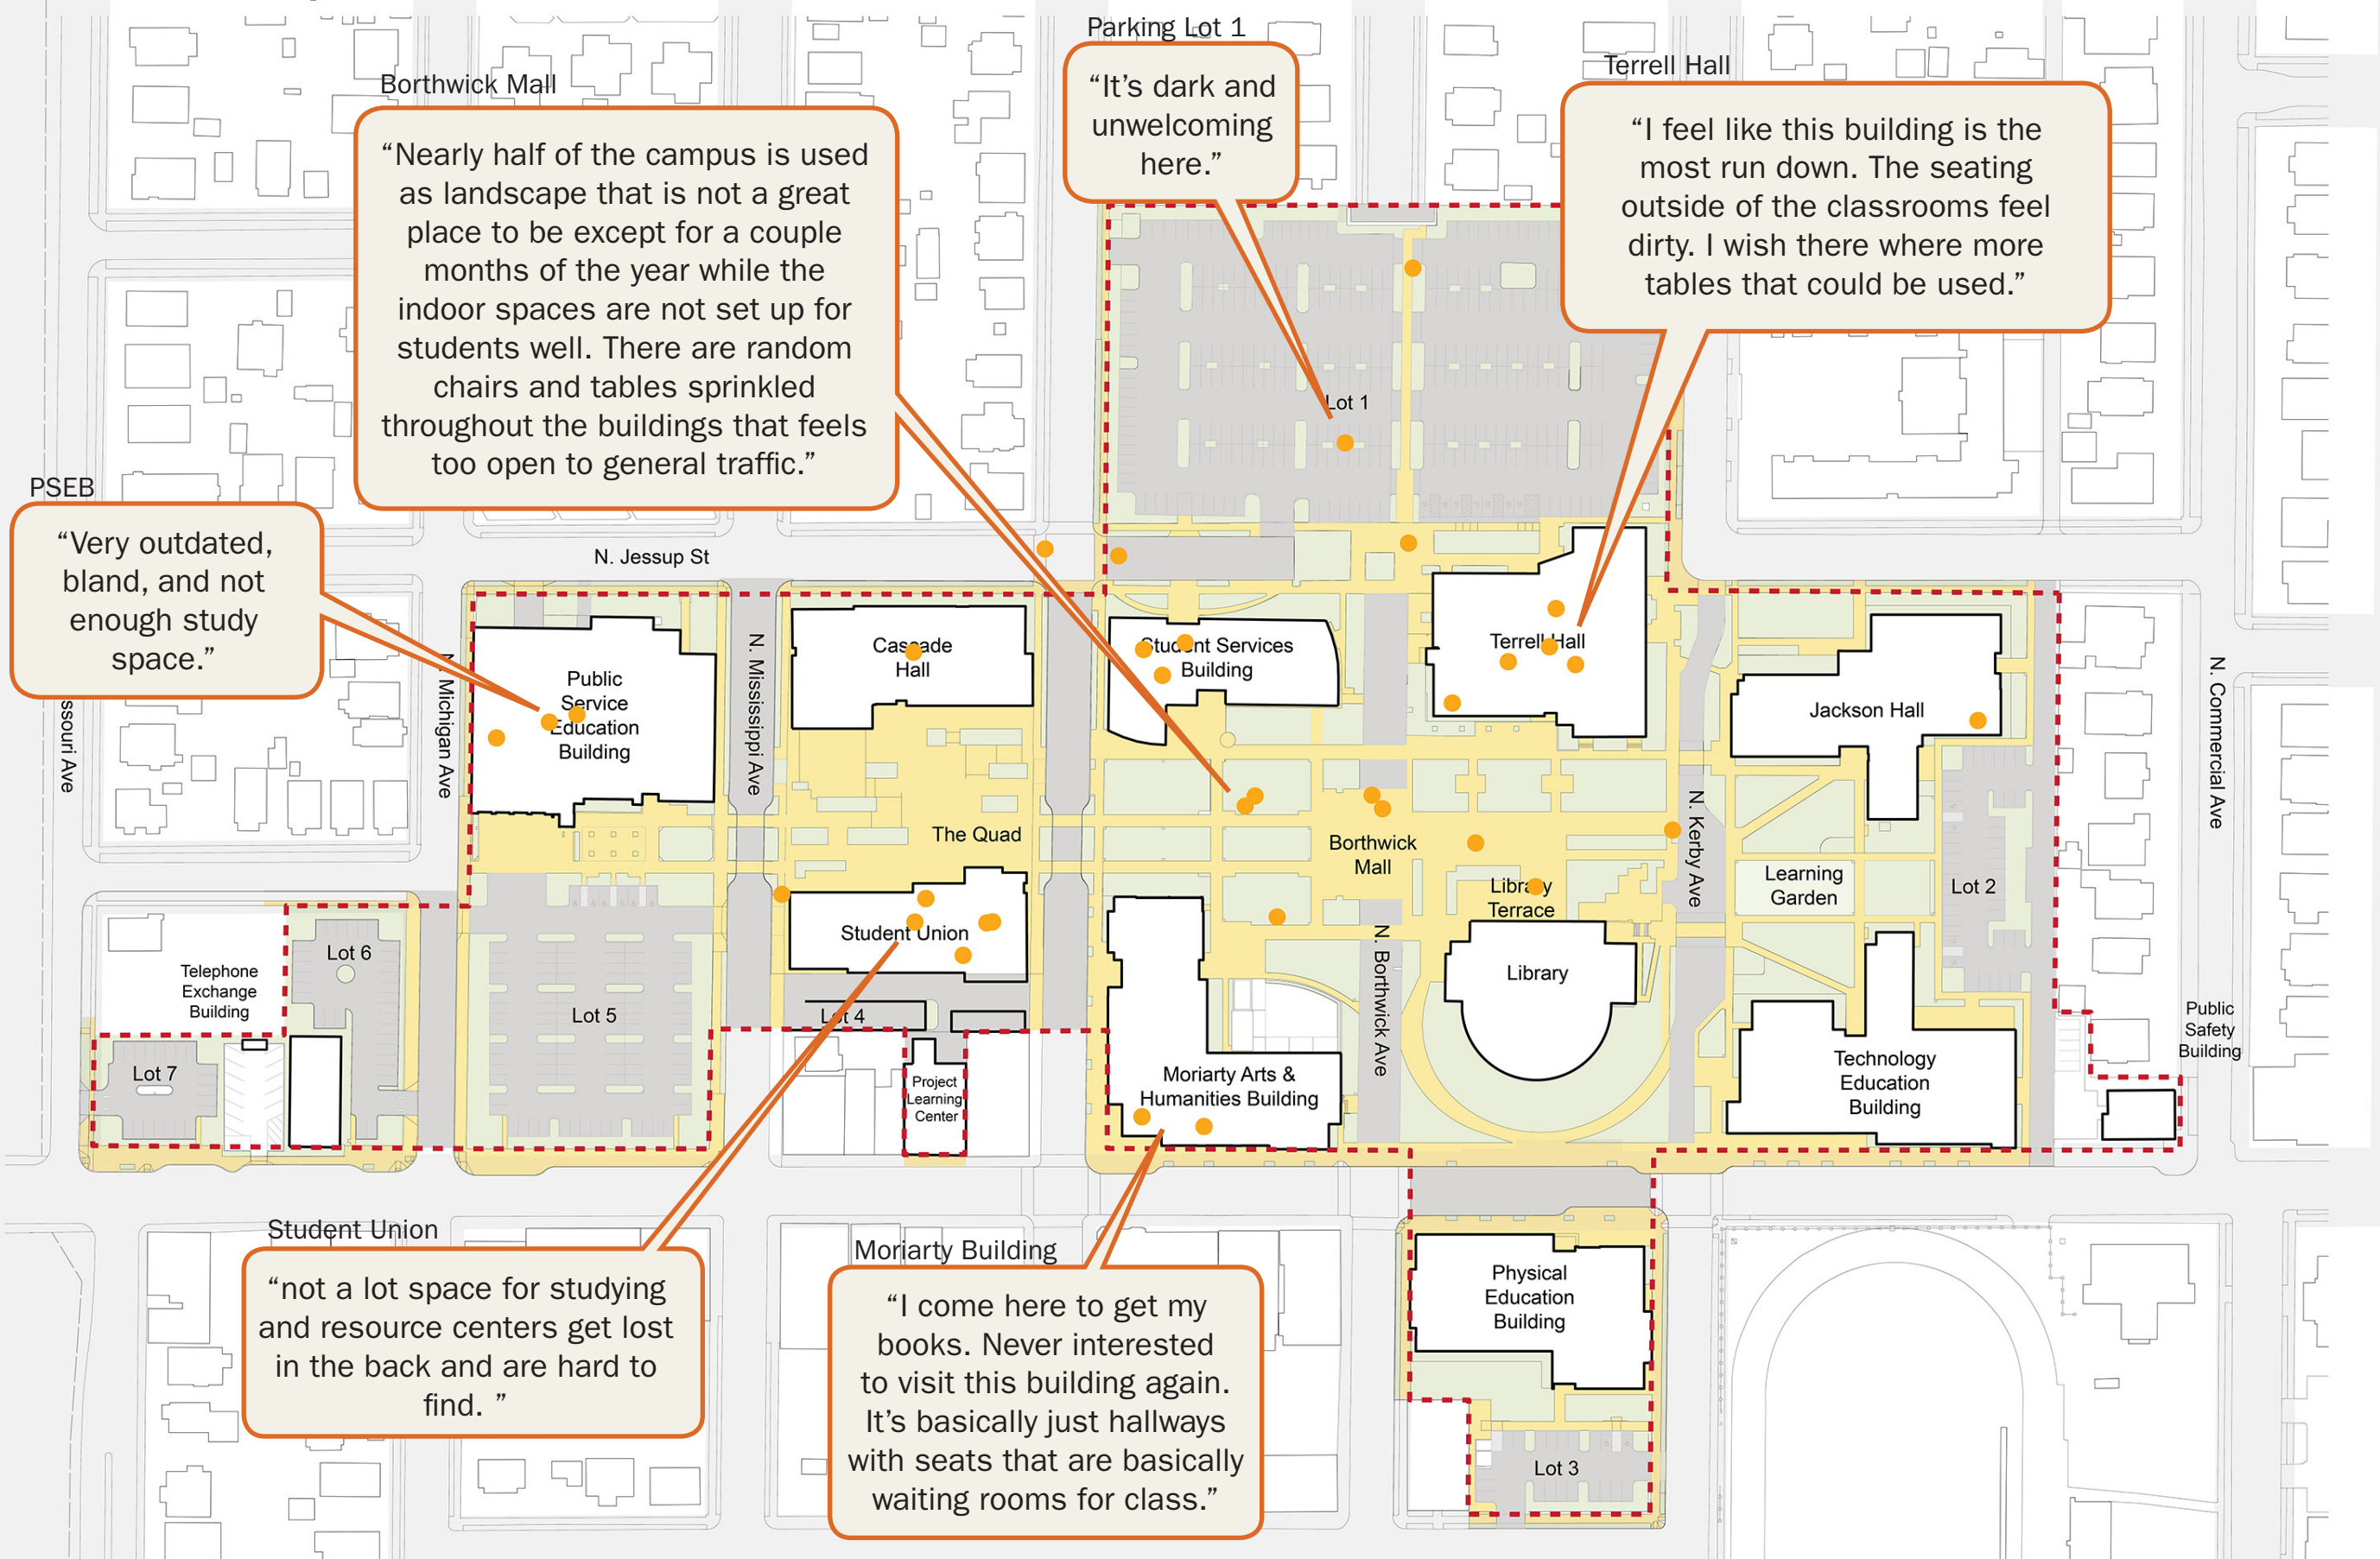 Parking Lot 1
“It’s dark and
unwelcoming
here.”
Terrell Hall
“I feel like this building is the
most run down. The seating
outside of the classrooms feel
dirty. I wish there where more
tables that could be used.”
Borthwick Mall
“Nearly half of the campus is used
as landscape that is not a great
place to be except for a couple
months of the year while the
indoor spaces are not set up for
students well. There are random
chairs and tables sprinkled
throughout the buildings that feels
too open to general traffic.”
PSEB
“Very outdated,
bland, and not
enough study
space.”
Lot 1
N. Jessup St
N. Michigan Ave
N. Mississippi Ave
N. Commercial Ave
N. Kerby Ave
N. Borthwick Ave
ssouri Ave
Public
Service
Education
Building
Cascade
Hall
Student Services
Building
Terrell Hall
Jackson Hall
The Quad
Borthwick
Mall
Library
Terrace
Learning
Garden
Lot 2
Student Union
Library
Lot 6
Telephone
Exchange
Building
Lot 5
Lot 4
Lot 7
Project
Learning
Center
Moriarty Arts &
Humanities Building
Technology
Education
Building
Public
Safety
Building
Student Union
“not a lot space for studying
and resource centers get lost
in the back and are hard to
find. ”
Moriarty Building
“I come here to get my
books. Never interested
to visit this building again.
It’s basically just hallways
with seats that are basically
waiting rooms for class.”
Physical
Education
Building
Lot 3